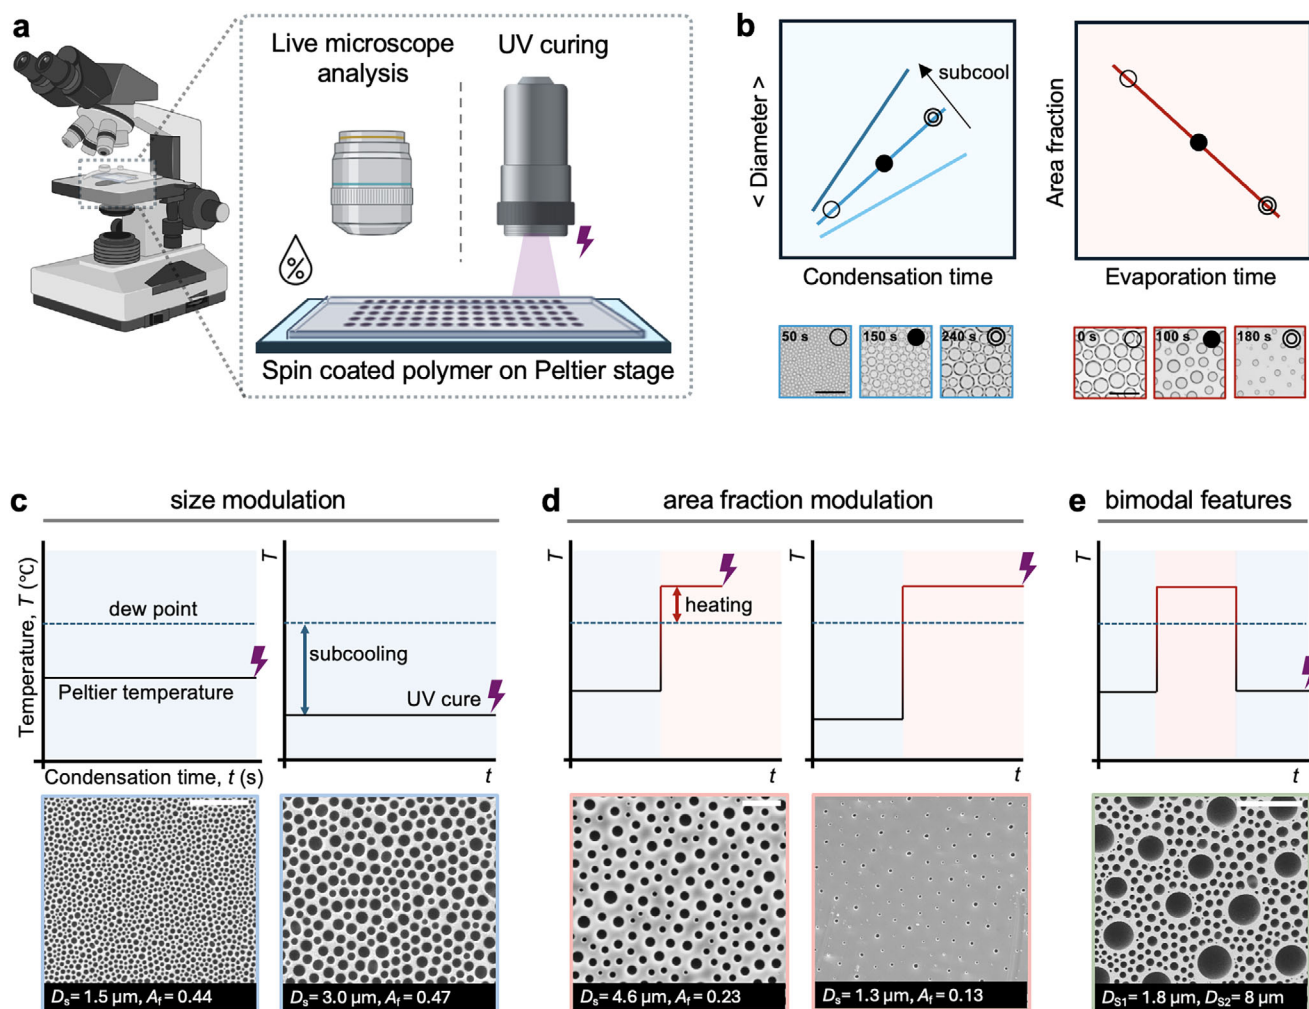 a
Live microscope
analysis
UV curing
%
Spin coated polymer on Peltier stage
b
< Diameter >
subcool
Condensation time
Area fraction
Evaporation time
50 s
150 s
240 s
0 s
100 s
180 s
c
size modulation
Temperature, T (°C)
dew point
Peltier temperature
Condensation time, t (s)
T
subcooling
UV cure
t
Ds= 1.5 µm, Af= 0.44
Ds= 3.0 µm, Af= 0.47
d
area fraction modulation
T
heating
t
T
t
Ds= 4.6 µm, Af= 0.23
Ds= 1.3 µm, Af= 0.13
e
bimodal features
T
t
DS1= 1.8 µm, DS2= 8 µm